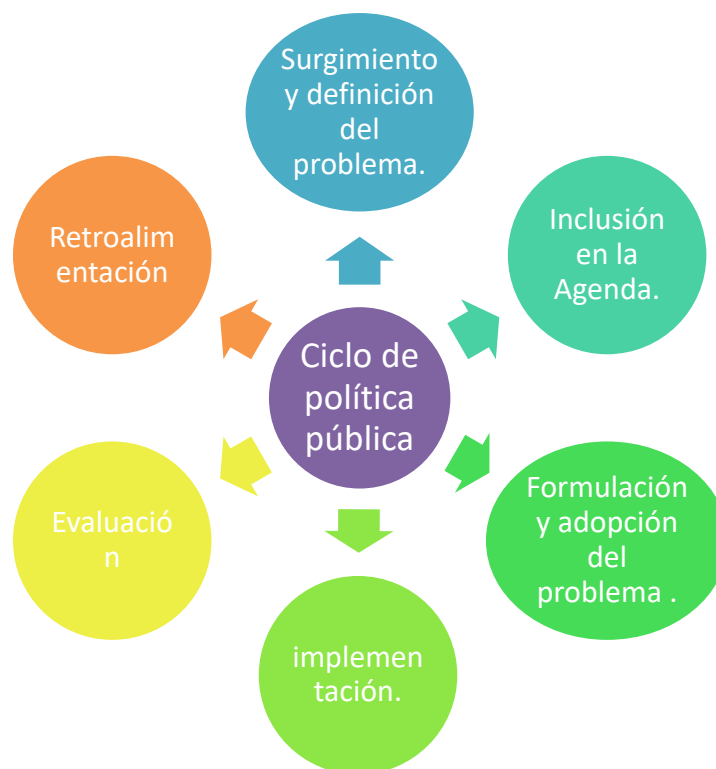 Surgimiento
y definición
del
problema.
Inclusión
en la
Agenda.
Formulación
y adopción
del
problema .
implemen
tación.
Evaluació
n
Retroalim
entación
Ciclo de
política
pública